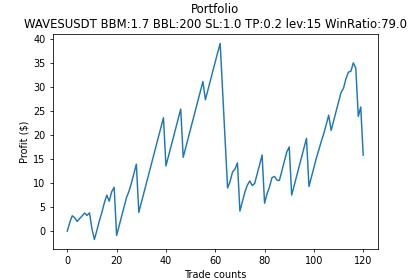 Portfolio
WAVESUSDT BBM:1.7 BBL:200 SL:1.0 TP:0.2 lev:15 WinRatio:79.0
40
35
30
25
20
15
10
5
0
Profit ($)
0 20 40 60 80 100 120
Trade counts